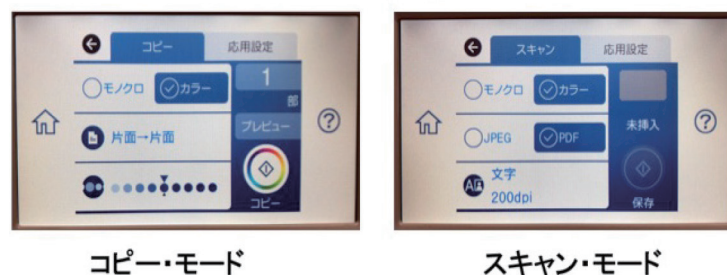 コピー
応用設定
モノクロ
カラー
1
部
片面→片面
プレビュー
コピー
スキャン
応用設定
モノクロ
カラー
JPEG
PDF
未挿入
文字
200dpi
保存
コピー・モード
スキャン・モード